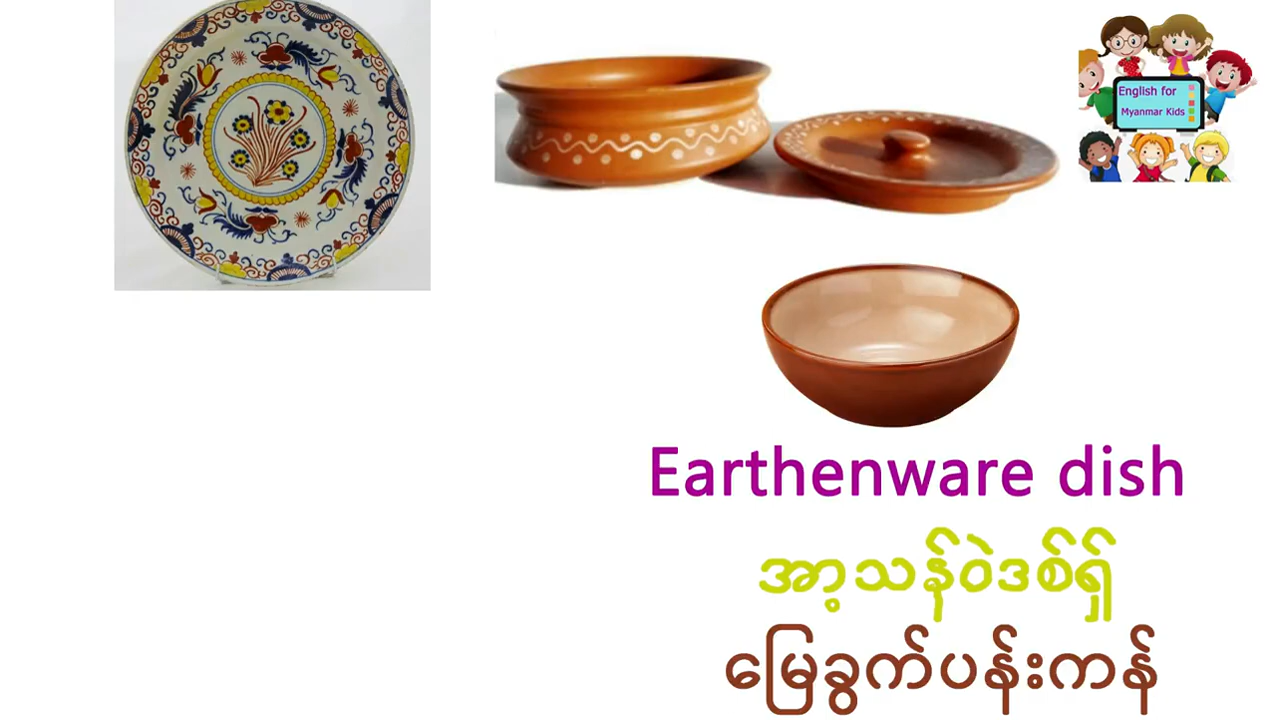 English for
Myanmar Kids
Earthenware dish
အာ့သန်ဝဲဒစ်ရှ်
မြေခွက်ပန်းကန်